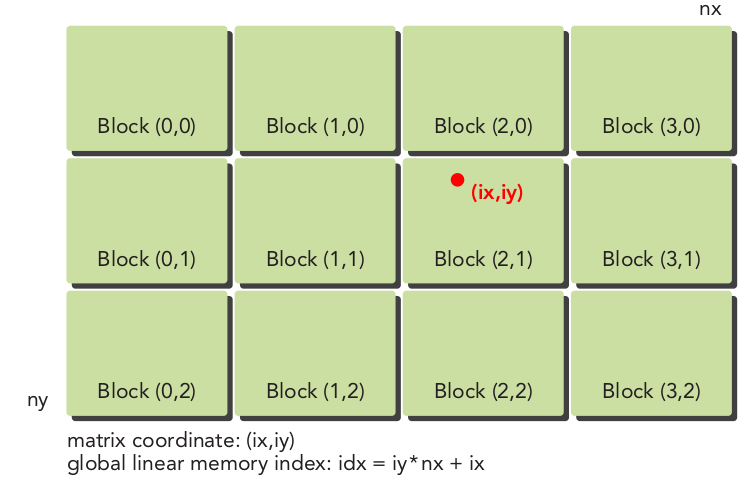 nx
Block (0,0) Block (1,0) Block (2,0) Block (3,0)
(ix,iy)
Block (0,1) Block (1,1) Block (2,1) Block (3,1)
Block (0,2) Block (1,2) Block (2,2) Block (3,2)
ny
matrix coordinate: (ix,iy)
global linear memory index: idx = iy*nx + ix